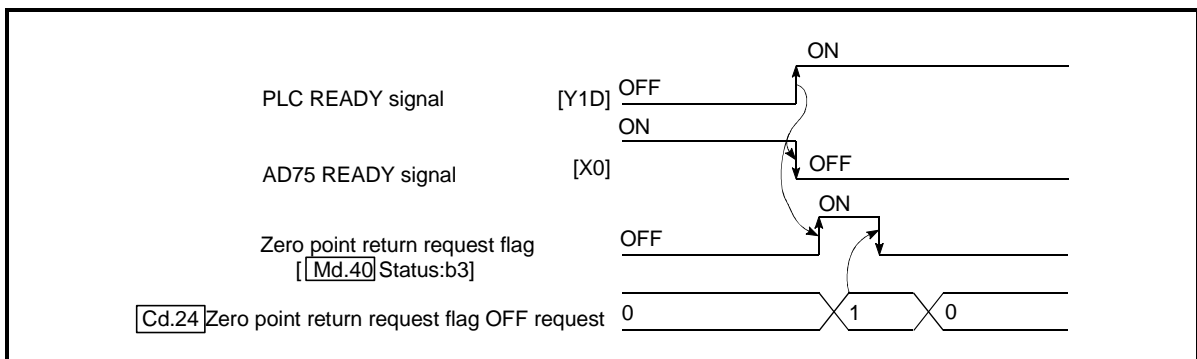 ON
PLC READY signal [Y1D] OFF
ON
AD75 READY signal [X0] OFF
ON
Zero point return request flag OFF
[ Md.40 Status:b3]
Cd.24 Zero point return request flag OFF request 0 1 0